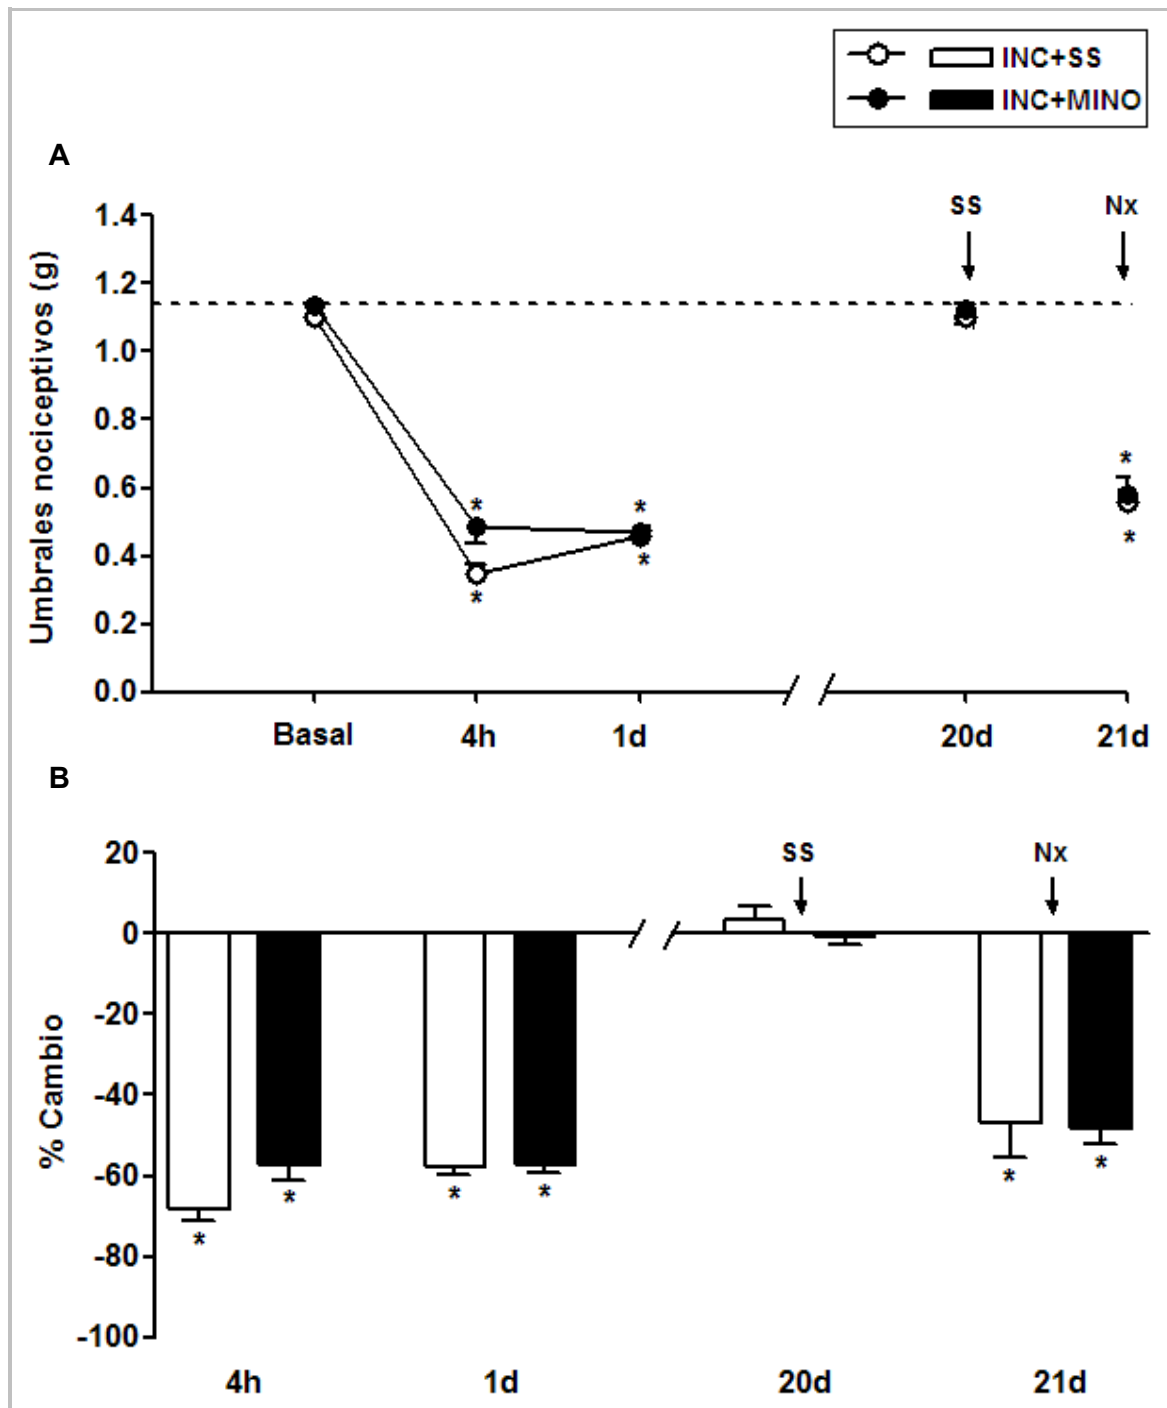 INC+SS
INC+MINO
A
SS Nx
1.4
1.2
1.0
0.8
0.6
0.4
0.2
0.0
Umbrales nociceptivos (g)
* * *
* * *
Basal 4h 1d 20d 21d
B
SS Nx
20
0
-20
-40
-60
-80
-100
% Cambio
* * * * * *
4h 1d 20d 21d